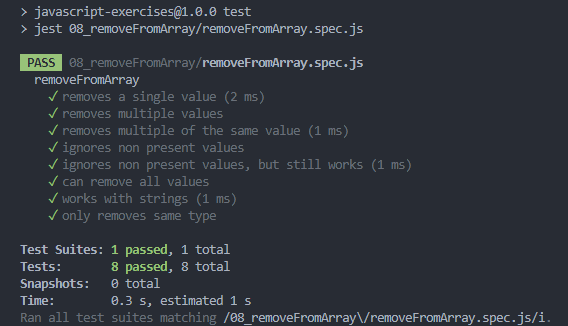 > javascript-exercises@1.0.0 test
> jest 08_removeFromArray/removeFromArray.spec.js
PASS 08_removeFromArray/removeFromArray.spec.js
removeFromArray
✓ removes a single value (2 ms)
✓ removes multiple values
✓ removes multiple of the same value (1 ms)
✓ ignores non present values
✓ ignores non present values, but still works (1 ms)
✓ can remove all values
✓ works with strings (1 ms)
✓ only removes same type
Test Suites: 1 passed, 1 total
Tests: 8 passed, 8 total
Snapshots: 0 total
Time: 0.3 s, estimated 1 s
Ran all test suites matching /08_removeFromArray\/removeFromArray.spec.js/i.